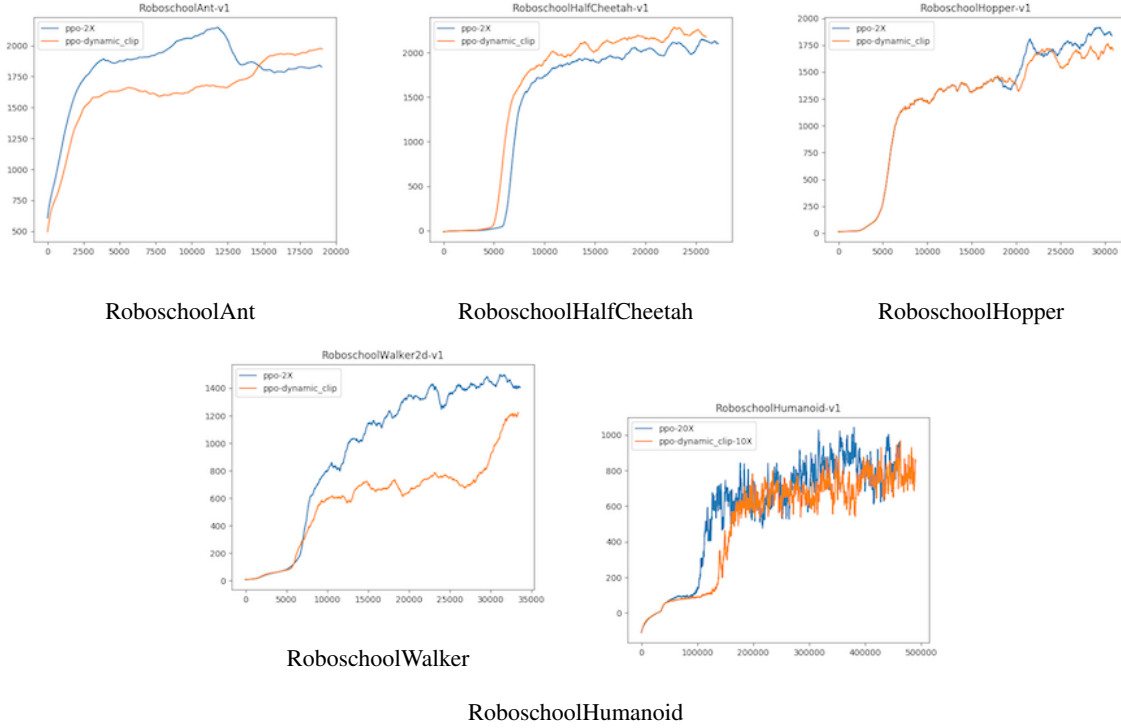 RoboschoolAnt-v1
ppo-2X
ppo-dynamic_clip
2000
1750
1500
1250
1000
750
500
0 2500 5000 7500 10000 12500 15000 17500 20000
RoboschoolAnt
RoboschoolHalfCheetah-v1
ppo-2X
ppo-dynamic_clip
2000
1500
1000
500
0
0 5000 10000 15000 20000 25000
RoboschoolHalfCheetah
RoboschoolHopper-v1
ppo-2X
ppo-dynamic_clip
2000
1750
1500
1250
1000
750
500
250
0
0 5000 10000 15000 20000 25000 30000
RoboschoolHopper
RoboschoolWalker2d-v1
ppo-2X
ppo-dynamic_clip
1400
1200
1000
800
600
400
200
0
0 5000 10000 15000 20000 25000 30000 35000
RoboschoolWalker
RoboschoolHumanoid-v1
ppo-20X
ppo-dynamic_clip-10X
1000
800
600
400
200
0
0 100000 200000 300000 400000 500000
RoboschoolHumanoid